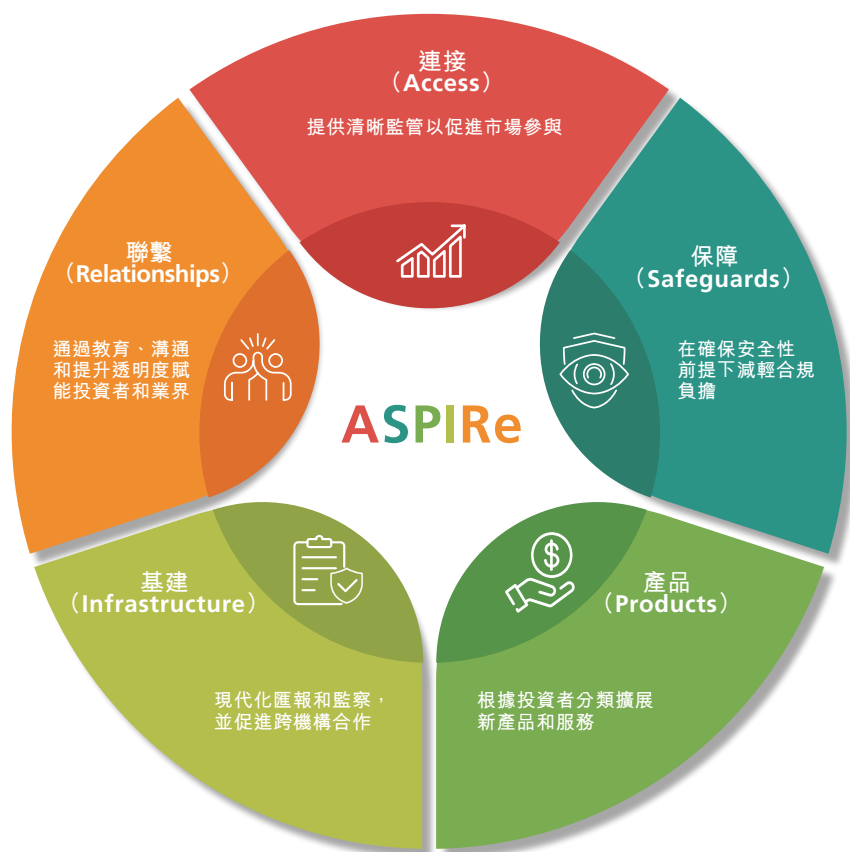 連接
（Access）
提供清晰監管以促進市場參與
保障
（Safeguards）
在確保安全性
前提下減輕合規
負擔
產品
（Products）
根據投資者分類擴展
新產品和服務
基建
（Infrastructure）
現代化匯報和監察，
並促進跨機構合作
聯繫
（Relationships）
通過教育、溝通
和提升透明度賦
能投資者和業界
ASPIRe
$